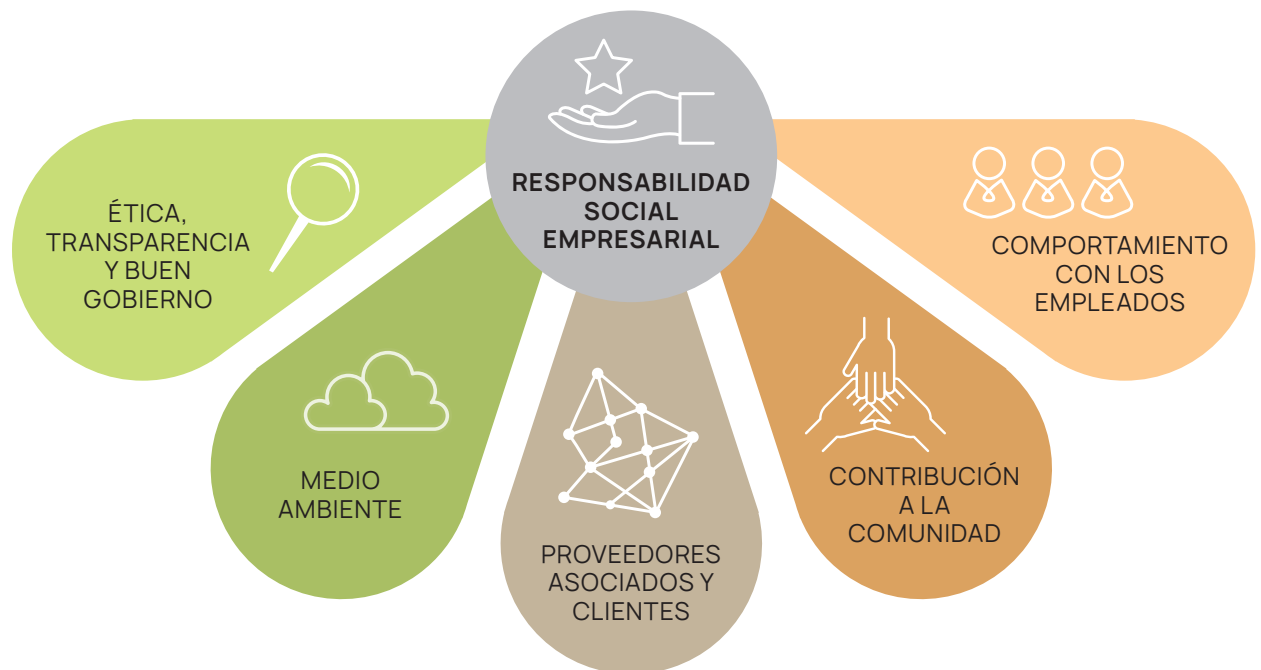 RESPONSABILIDAD
SOCIAL
EMPRESARIAL
ÉTICA,
TRANSPARENCIA
Y BUEN
GOBIERNO
MEDIO
AMBIENTE
PROVEEDORES
ASOCIADOS Y
CLIENTES
CONTRIBUCIÓN
A LA
COMUNIDAD
COMPORTAMIENTO
CON LOS
EMPLEADOS